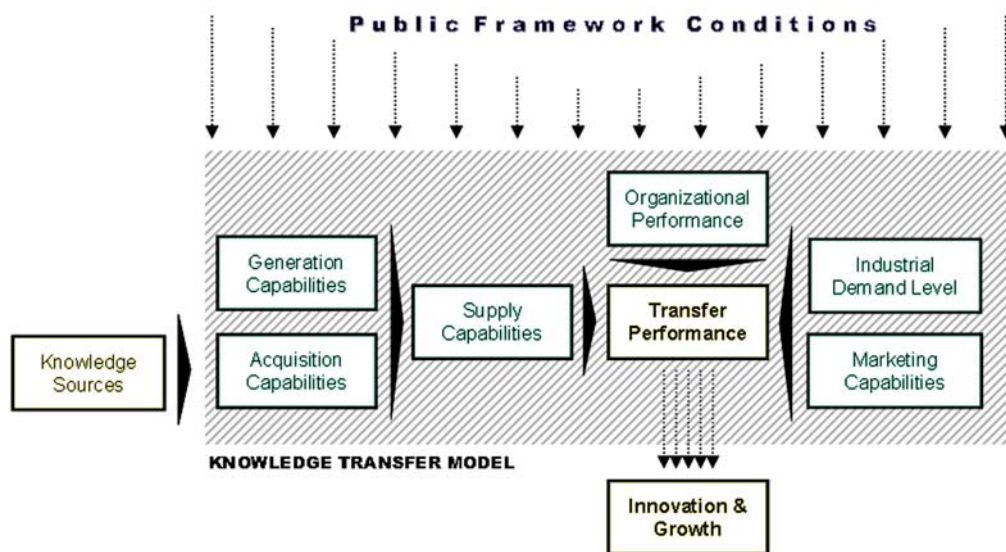 Public Framework Conditions
Organizational
Performance
Generation
Capabilities
Industrial
Demand Level
Supply
Capabilities
Transfer
Performance
Knowledge
Sources
Acquisition
Capabilities
Marketing
Capabilities
KNOWLEDGE TRANSFER MODEL
Innovation &
Growth